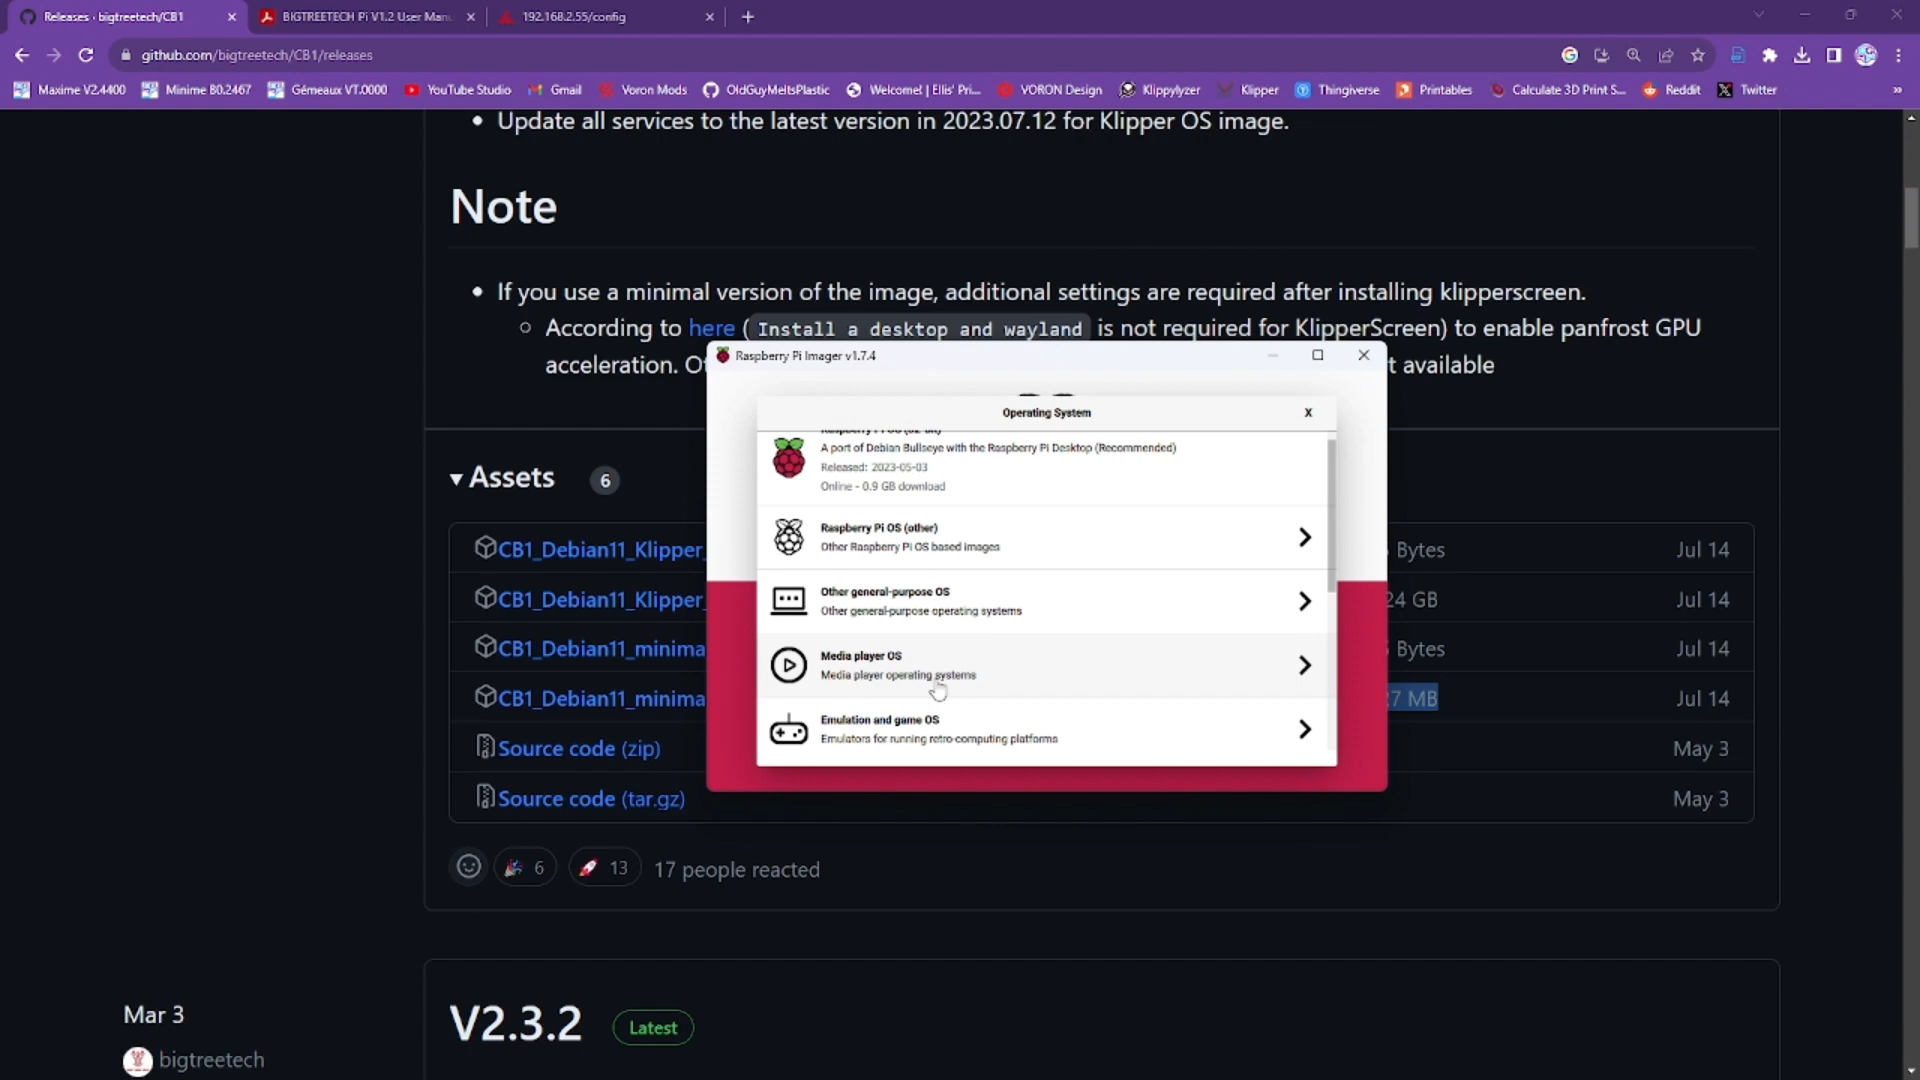 Releases · bigtreetech/CB1
BIGTREETECH Pi V1.2 User Manu
192.168.2.55/config
github.com/bigtreetech/CB1/releases
Maxime V2.4400
Minime B0.2467
Gémeaux VT.0000
YouTube Studio
Gmail
Voron Mods
OldGuyMeltsPlastic
Welcome! | Ellis' Pri...
VORON Design
Klippylyzer
Klipper
Thingiverse
Printables
Calculate 3D Print S...
Reddit
Twitter
»
Update all services to the latest version in 2023.07.12 for Klipper OS image.
Note
If you use a minimal version of the image, additional settings are required after installing klipperscreen.
According to here ( Install a desktop and wayland is not required for KlipperScreen) to enable panfrost GPU
acceleration. Ot
t available
Raspberry Pi Imager v1.7.4
Operating System
X
Raspberry Pi OS (32-bit)
A port of Debian Bullseye with the Raspberry Pi Desktop (Recommended)
Released: 2023-05-03
Online - 0.9 GB download
Raspberry Pi OS (other)
Other Raspberry Pi OS based images
Other general-purpose OS
Other general-purpose operating systems
Media player OS
Media player operating systems
Emulation and game OS
Emulators for running retro-computing platforms
Assets 6
CB1_Debian11_Klipper_
Bytes
Jul 14
CB1_Debian11_Klipper_
24 GB
Jul 14
CB1_Debian11_minima
Bytes
Jul 14
CB1_Debian11_minima
27 MB
Jul 14
Source code (zip)
May 3
Source code (tar.gz)
May 3
6
13
17 people reacted
Mar 3
bigtreetech
V2.3.2
Latest